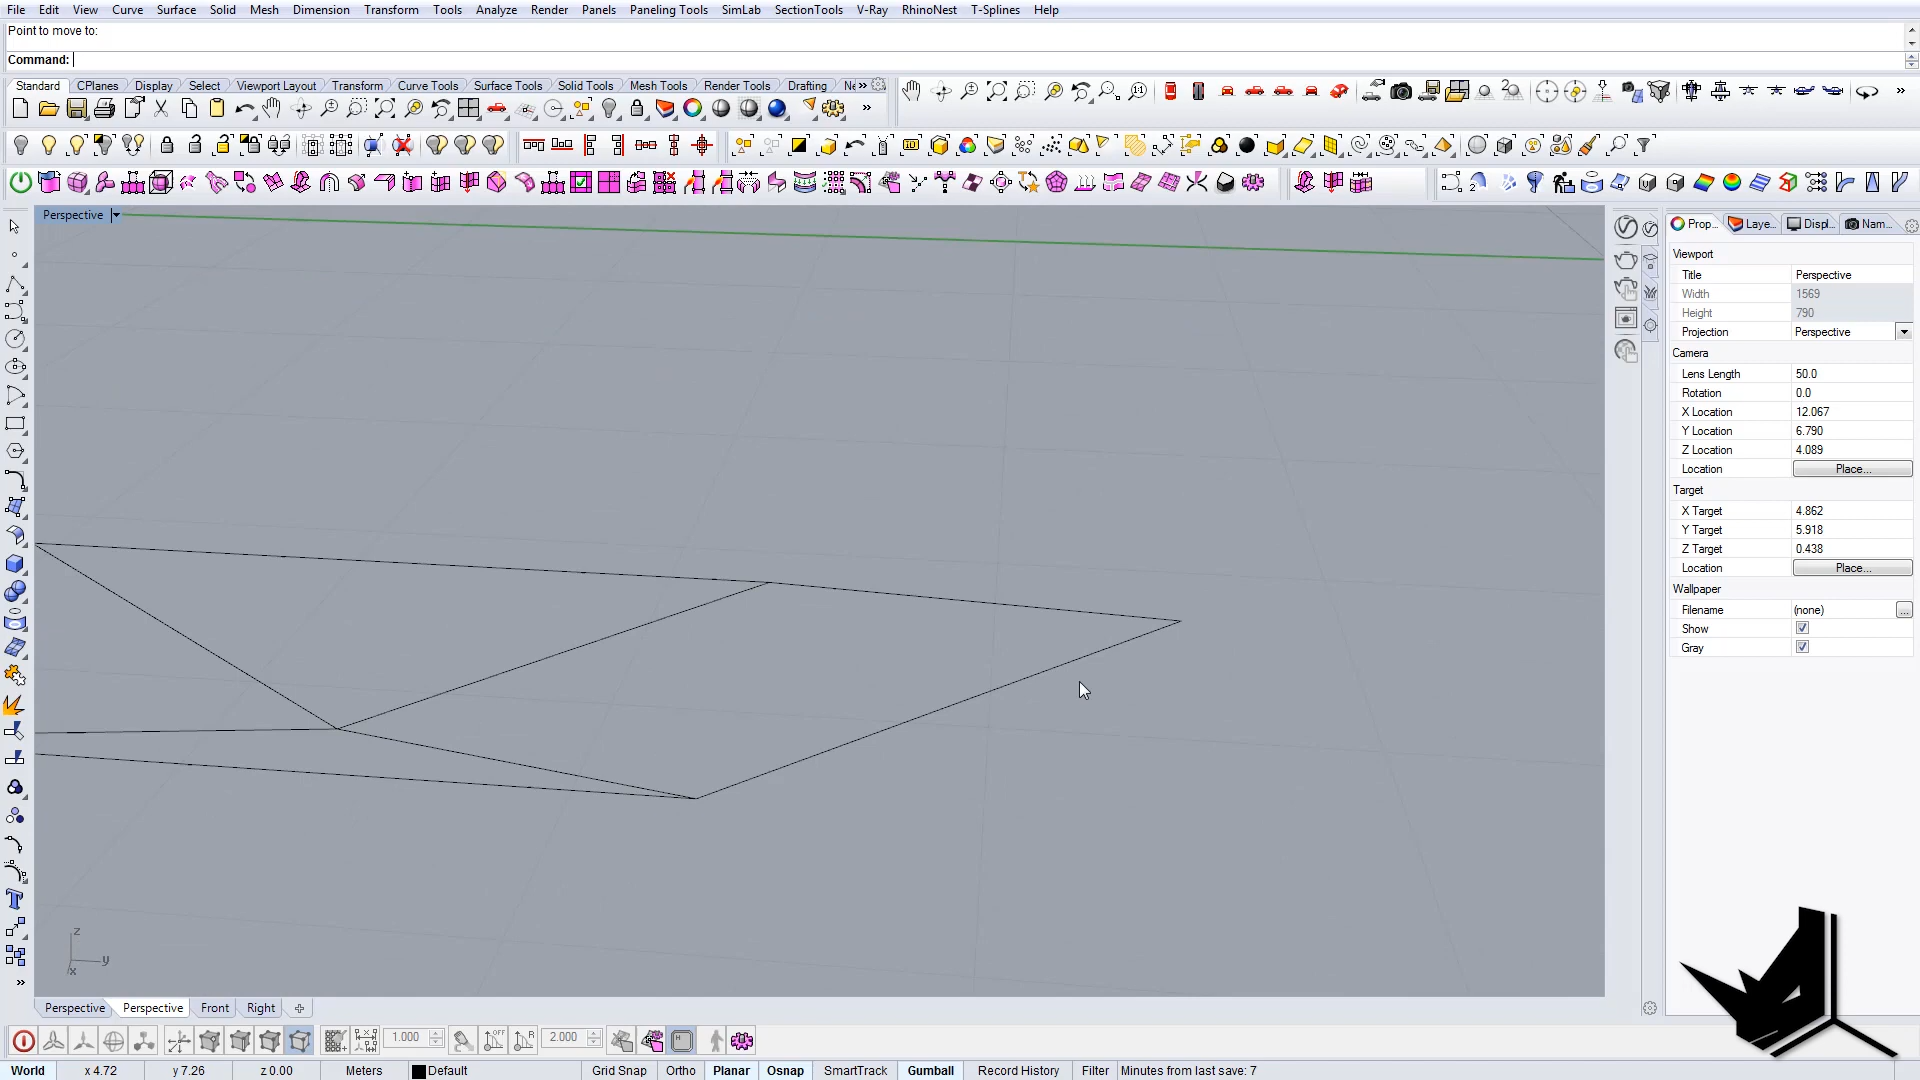 File Edit View Curve Surface Solid Mesh Dimension Transform Tools Analyze Render Panels Paneling Tools SimLab SectionTools V-Ray RhinoNest T-Splines Help
Point to move to:
Command:
Standard CPlanes Display Select Viewport Layout Transform Curve Tools Surface Tools Solid Tools Mesh Tools Render Tools Drafting
Perspective
Prop... Laye... Displ... Nam...
Viewport
Title Perspective
Width 1569
Height 790
Projection Perspective
Camera
Lens Length 50.0
Rotation 0.0
X Location 12.067
Y Location 6.790
Z Location 4.089
Location Place...
Target
X Target 4.862
Y Target 5.918
Z Target 0.438
Location Place...
Wallpaper
Filename (none) ...
Show
Gray
z
y
x
Perspective Perspective Front Right
1.000 2.000
World x 4.72 y 7.26 z 0.00 Meters Default Grid Snap Ortho Planar Osnap SmartTrack Gumball Record History Filter Minutes from last save: 7